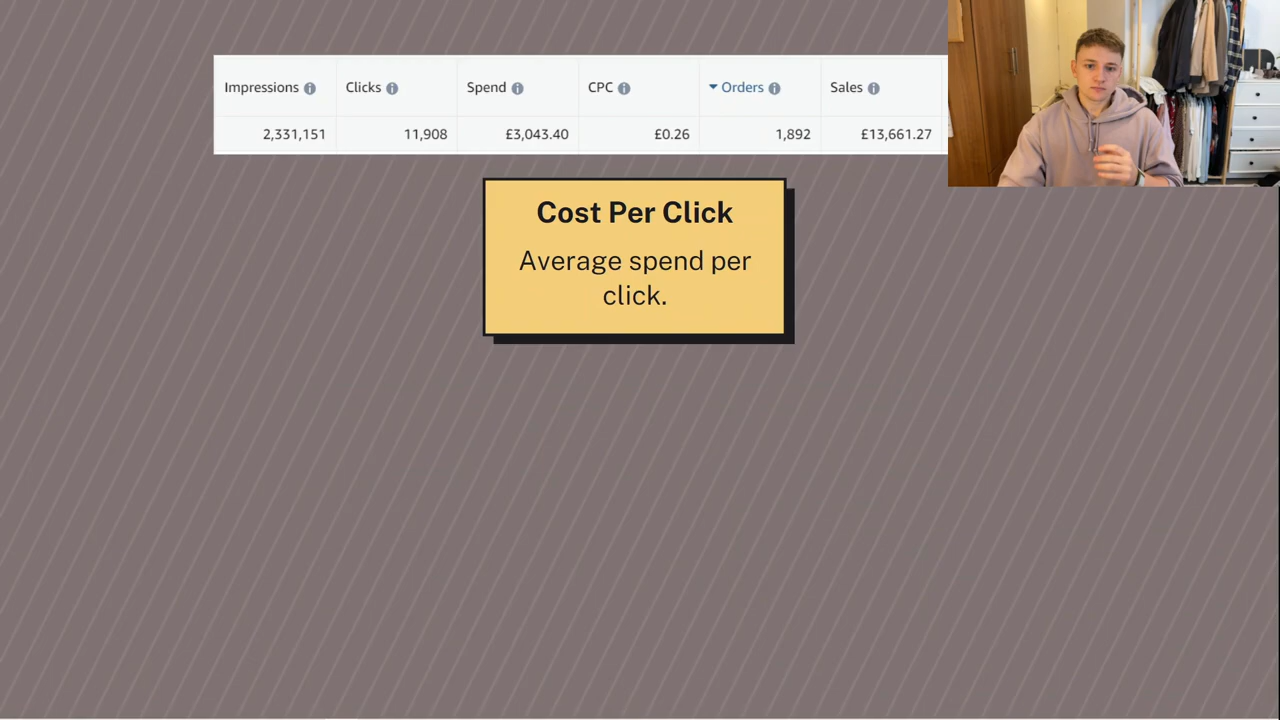 Impressions Clicks Spend CPC Orders Sales
2,331,151 11,908 £3,043.40 £0.26 1,892 £13,661.27
Cost Per Click
Average spend per
click.